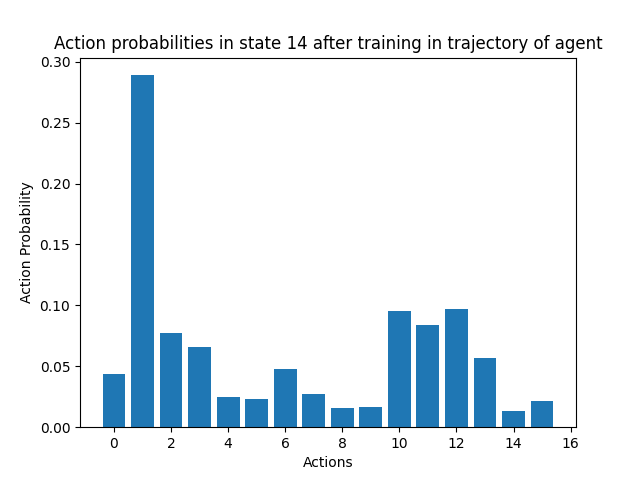 Action probabilities in state 14 after training in trajectory of agent
0.30
0.25
0.20
0.15
0.10
0.05
0.00
Action Probability
0 2 4 6 8 10 12 14 16
Actions